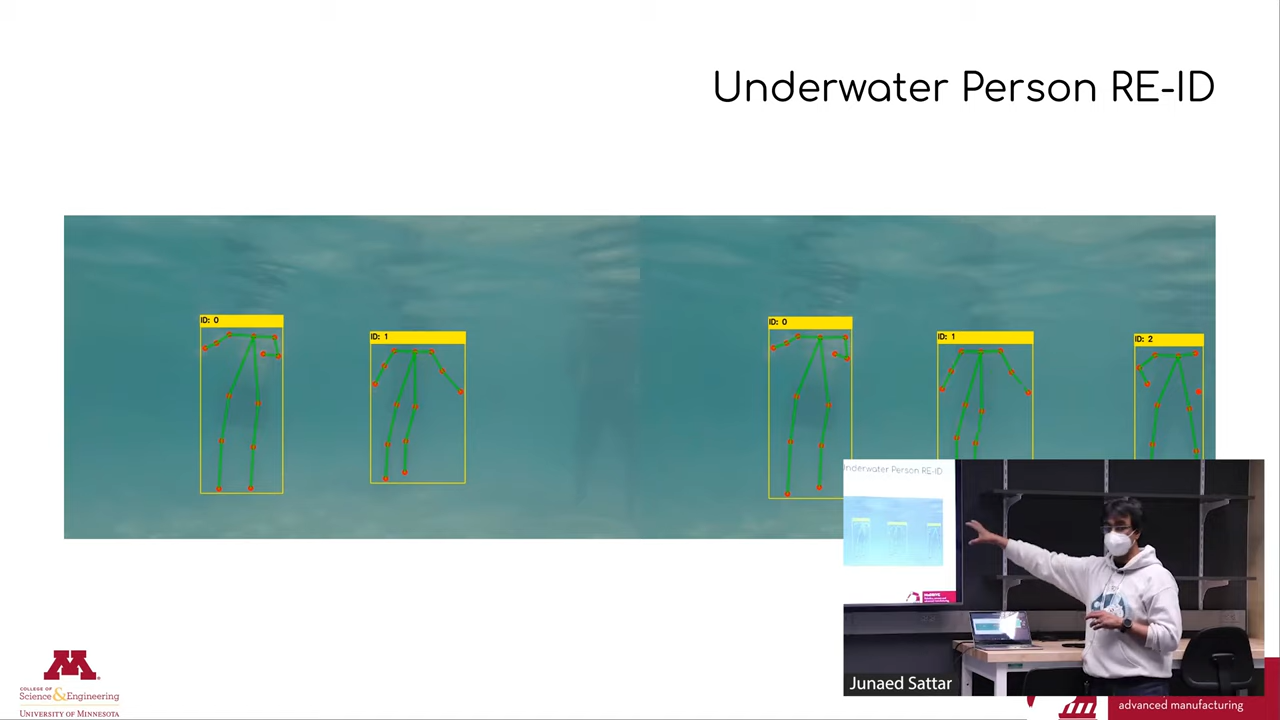 Underwater Person RE-ID
ID: 0
ID: 1
ID: 0
ID: 1
ID: 2
Underwater Person RE-ID
COLLEGE OF
Science & Engineering
UNIVERSITY OF MINNESOTA
Junaed Sattar
advanced manufacturing